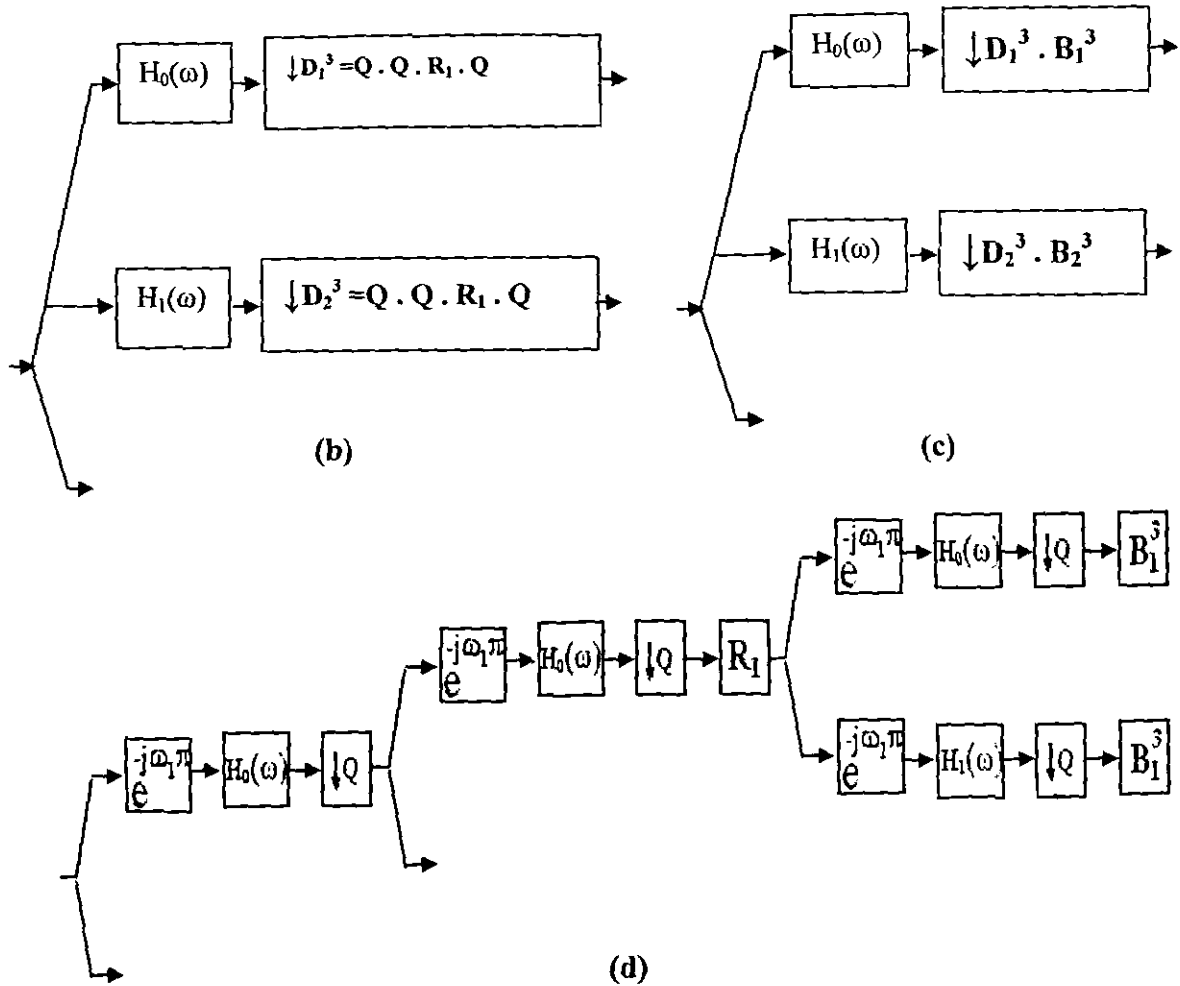 H₀(ω)
↓D₁³ =Q . Q . R₁ . Q
H₁(ω)
↓D₂³ =Q . Q . R₁ . Q
(b)
H₀(ω)
↓D₁³ . B₁³
H₁(ω)
↓D₂³ . B₂³
(c)
e^-jω₁π
H₀(ω)
↓Q
B₁³
e^-jω₁π
H₀(ω)
↓Q
R₁
e^-jω₁π
H₁(ω)
↓Q
B₁³
e^-jω₁π
H₀(ω)
↓Q
(d)